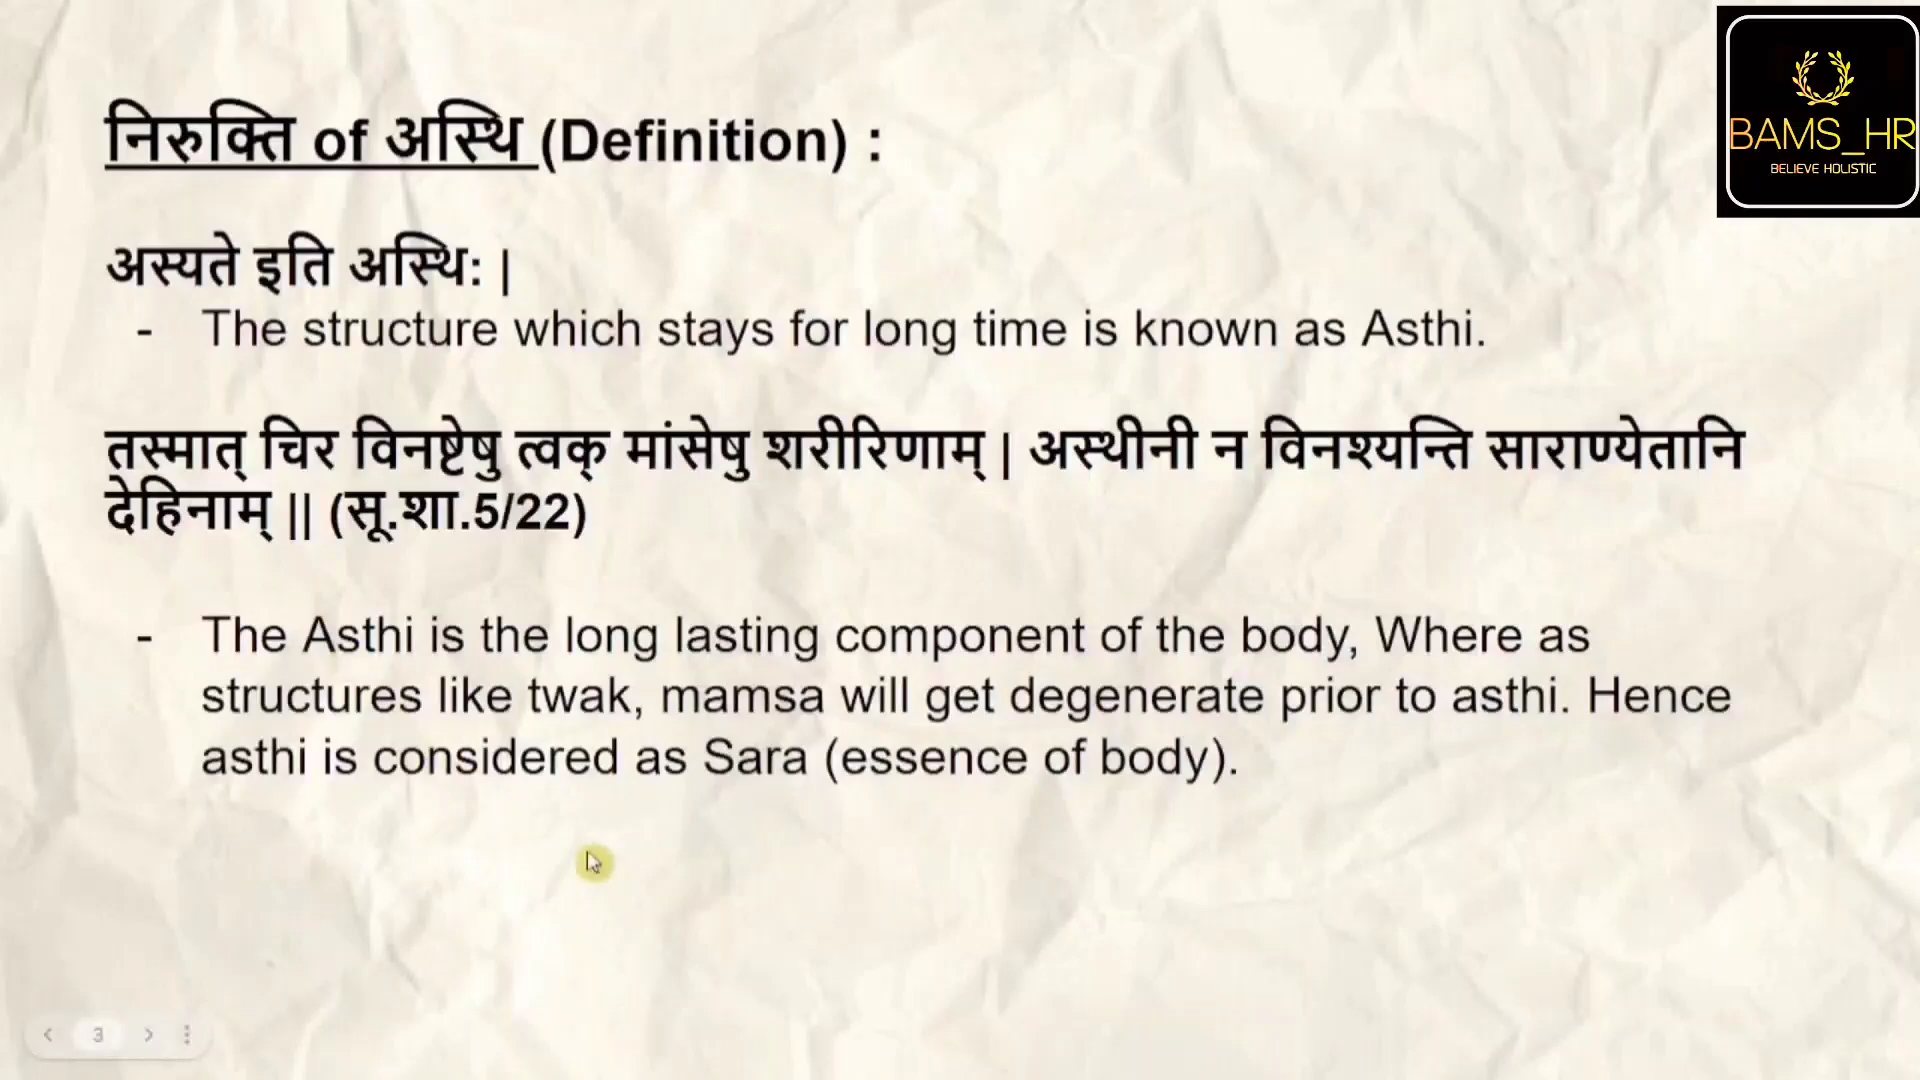 निरुक्ति of अस्थि (Definition) :
BAMS_HR
BELIEVE HOLISTIC
अस्यते इति अस्थि: |
- The structure which stays for long time is known as Asthi.
तस्मात् चिर विनष्टेषु त्वक् मांसेषु शरीरिणाम् | अस्थीनी न विनश्यन्ति साराण्येतानि
देहिनाम् || (सू.शा.5/22)
- The Asthi is the long lasting component of the body, Where as
structures like twak, mamsa will get degenerate prior to asthi. Hence
asthi is considered as Sara (essence of body).
3